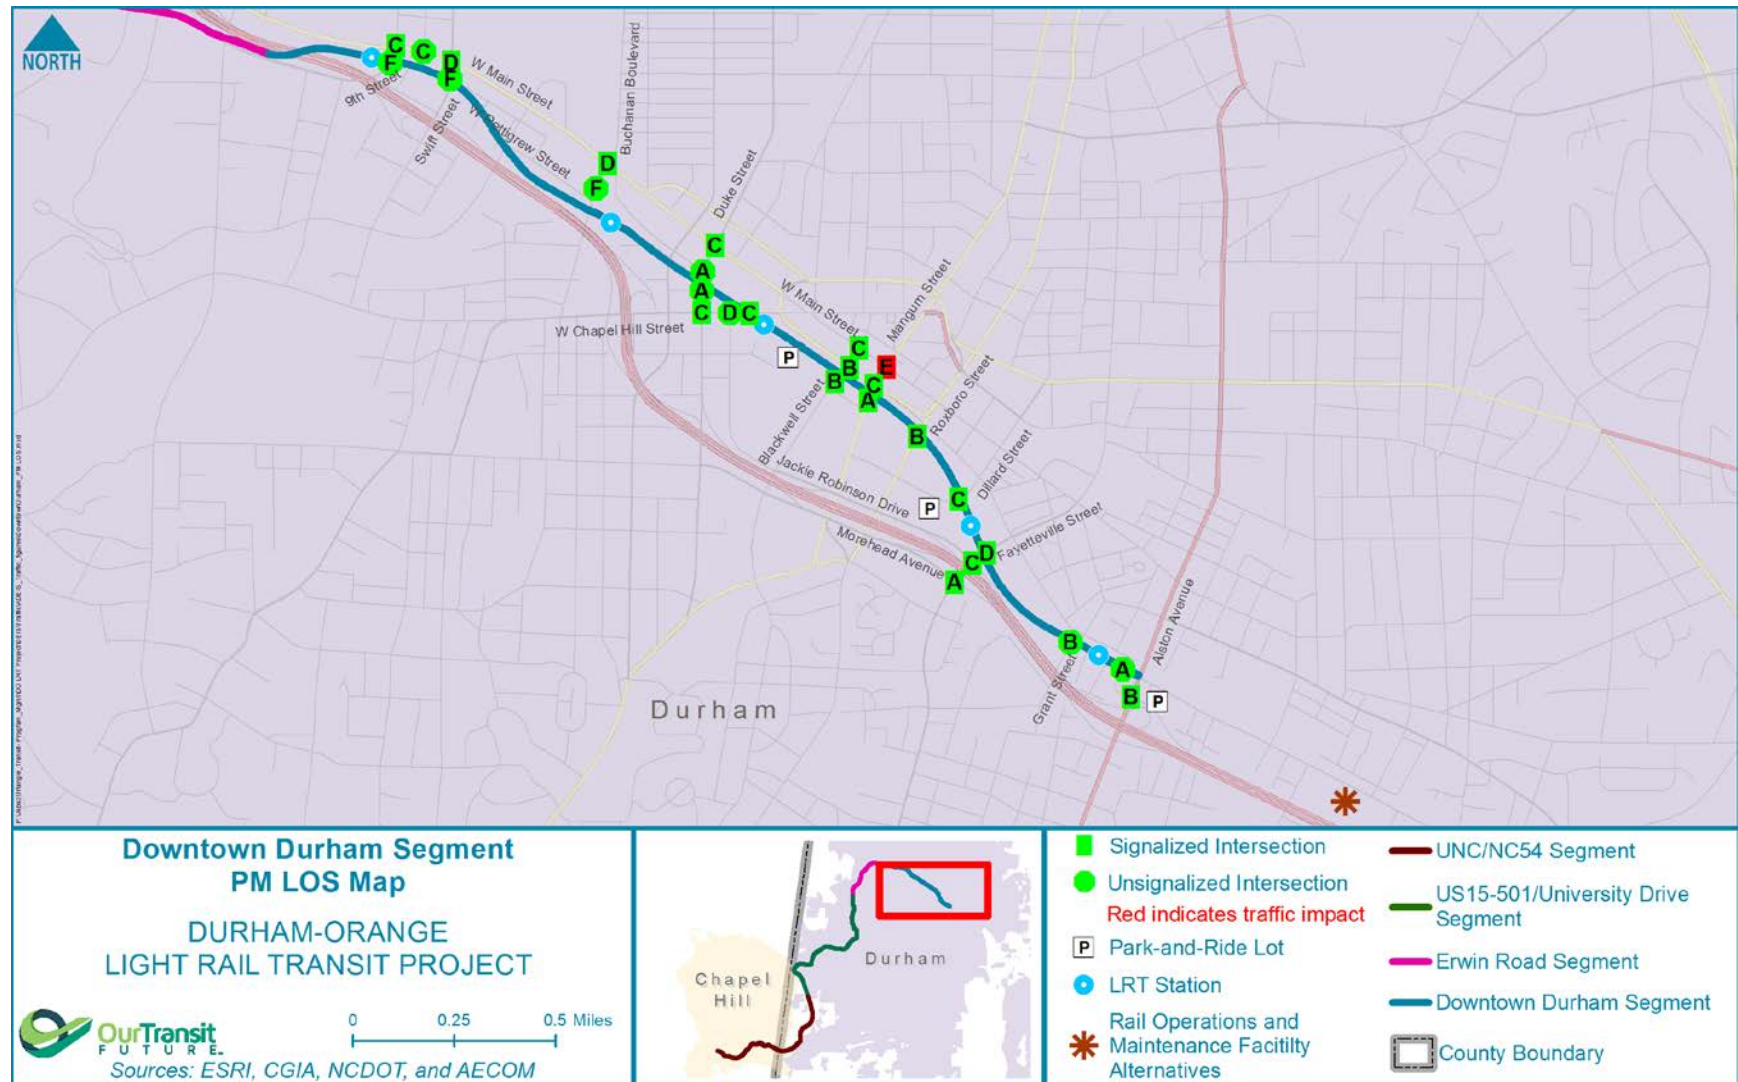 NORTH
C
C
D
F
F
9th Street
W Main Street
Swift Street
W Pettigrew Street
Buchanan Boulevard
D
F
Duke Street
C
A
A
C
D
C
W Chapel Hill Street
W Main Street
Mangum Street
P
C
E
B
B
C
A
Blackwell Street
B
Roxboro Street
Jackie Robinson Drive
Dillard Street
C
P
Morehead Avenue
D
C
A
Fayetteville Street
B
Grant Street
A
Alston Avenue
B
P
Durham
Downtown Durham Segment
PM LOS Map
DURHAM-ORANGE
LIGHT RAIL TRANSIT PROJECT
OurTransit
FUTURE
0 0.25 0.5 Miles
Sources: ESRI, CGIA, NCDOT, and AECOM
Chapel
Hill
Durham
Signalized Intersection
Unsignalized Intersection
Red indicates traffic impact
P Park-and-Ride Lot
LRT Station
Rail Operations and
Maintenance Facitilty
Alternatives
UNC/NC54 Segment
US15-501/University Drive
Segment
Erwin Road Segment
Downtown Durham Segment
County Boundary